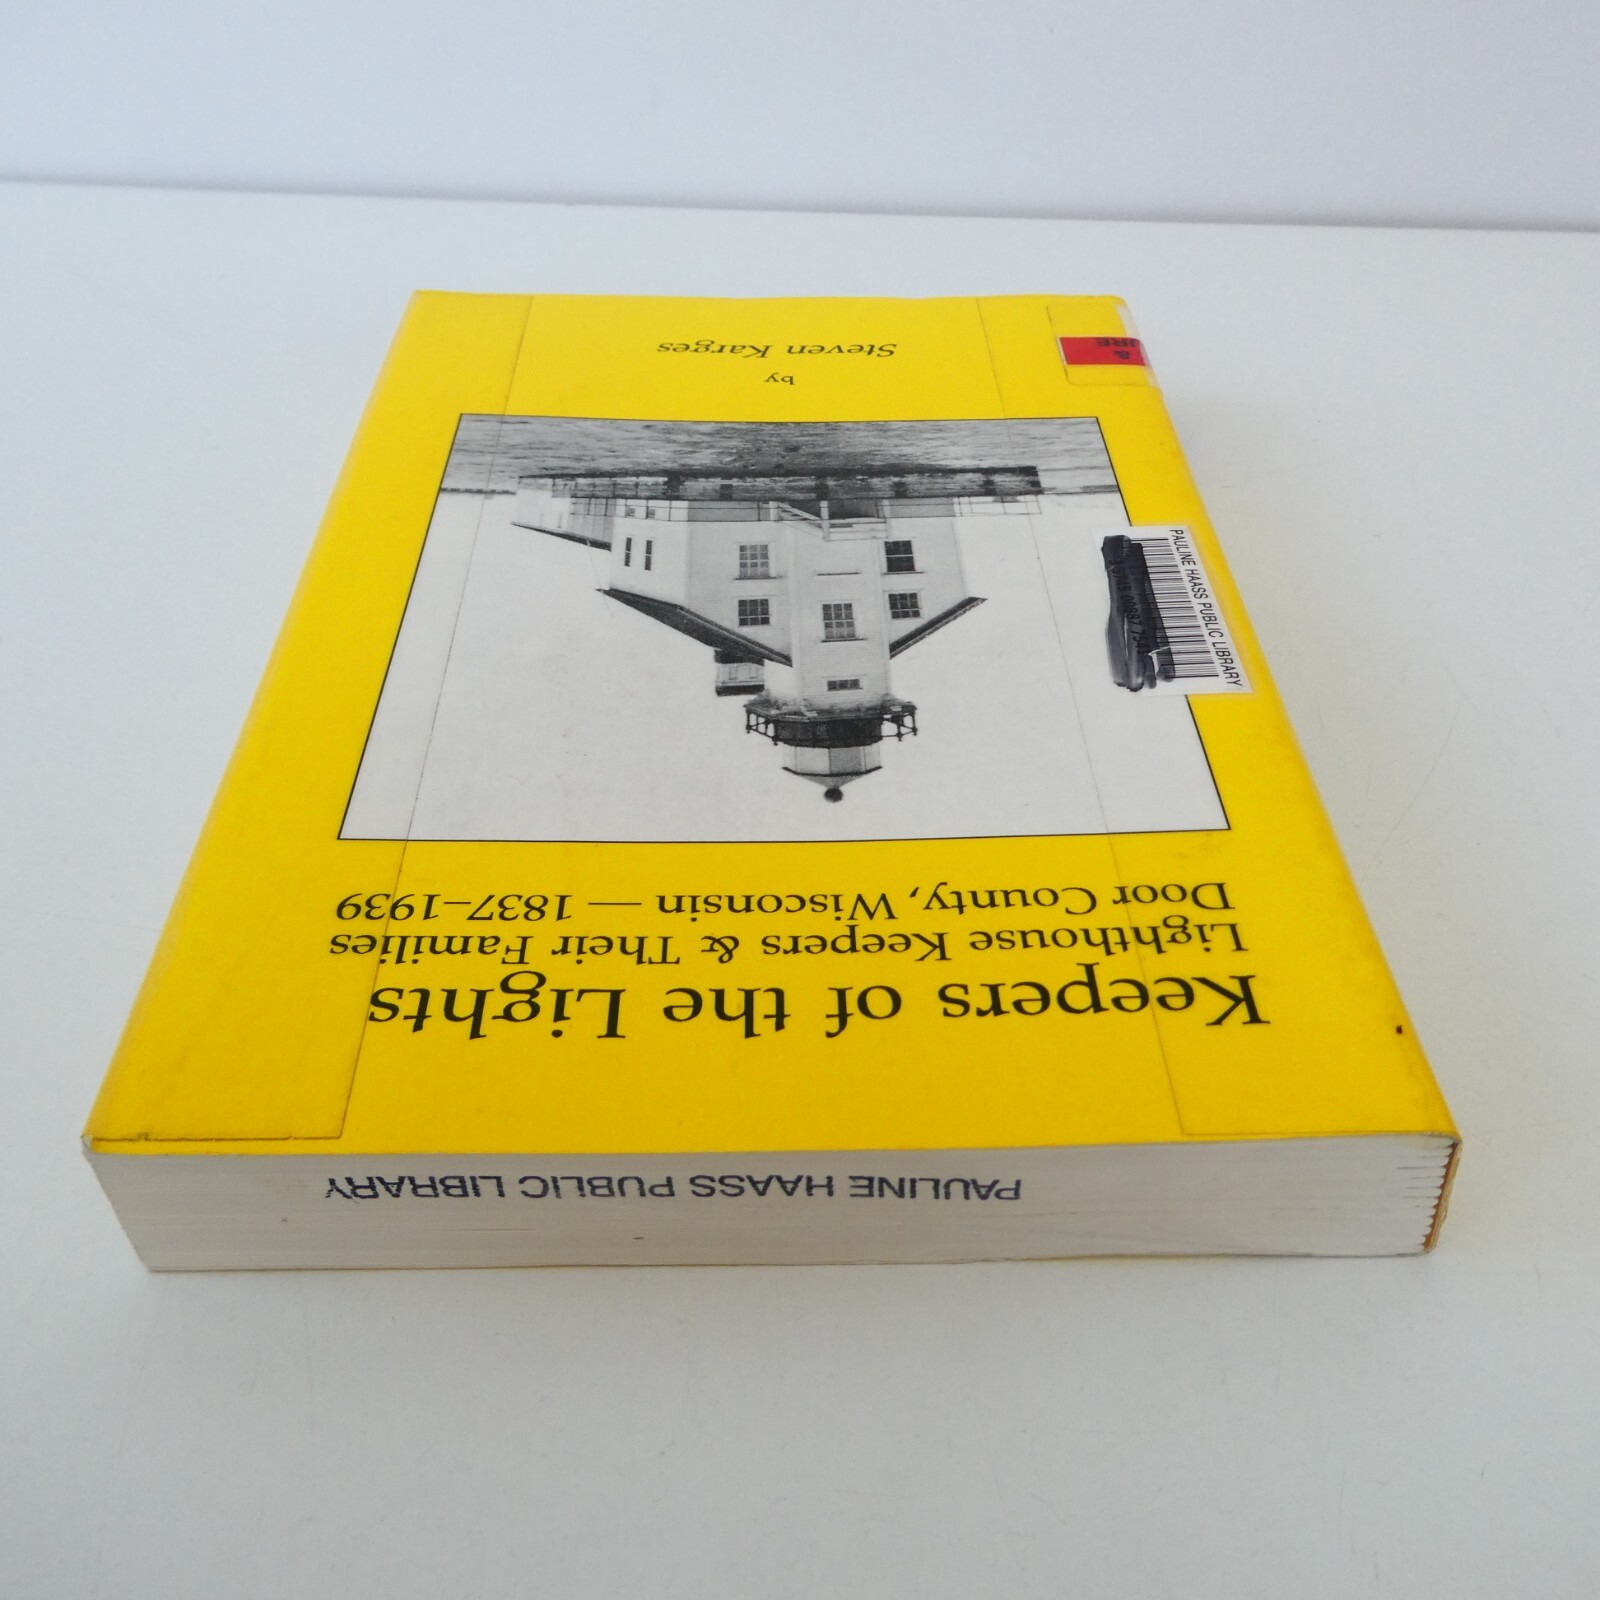 Keepers of the Lights
Lighthouse Keepers & Their Families
Door County, Wisconsin — 1837–1939
by
Steven Karges
PAULINE HAASS PUBLIC LIBRARY
&
PAULINE HAASS PUBLIC LIBRARY